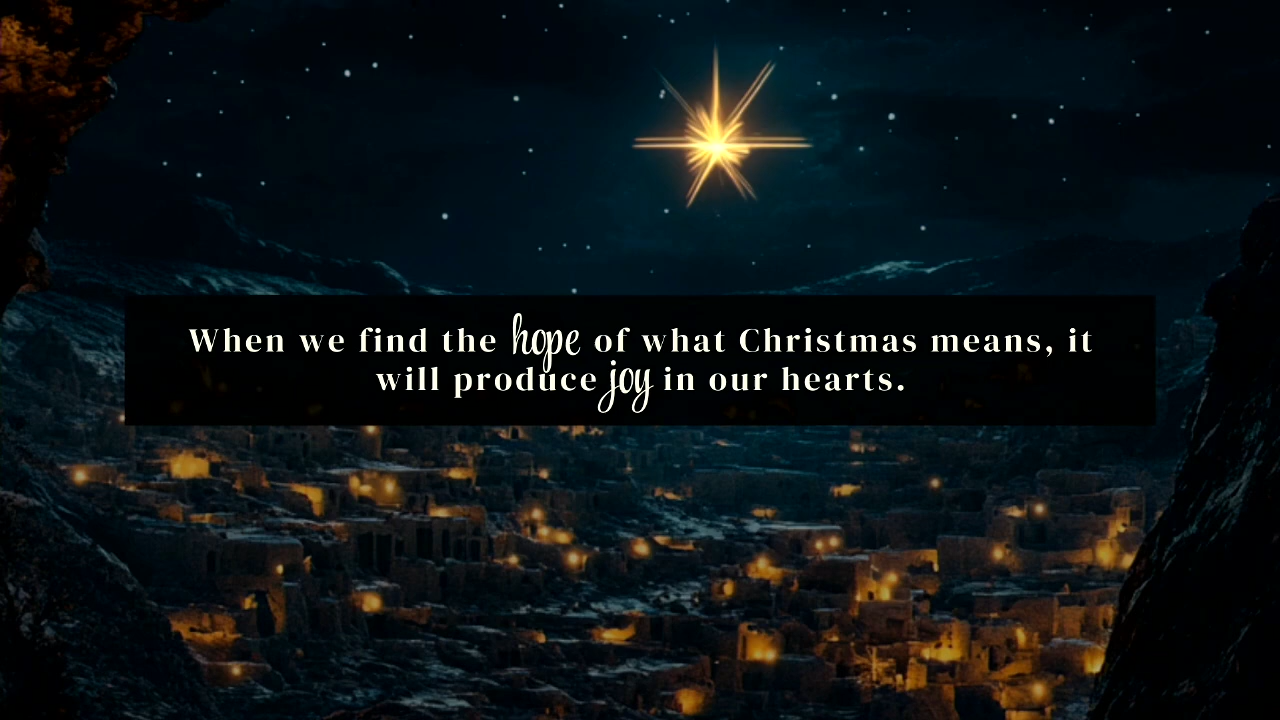 When we find the hope of what Christmas means, it
will produce joy in our hearts.